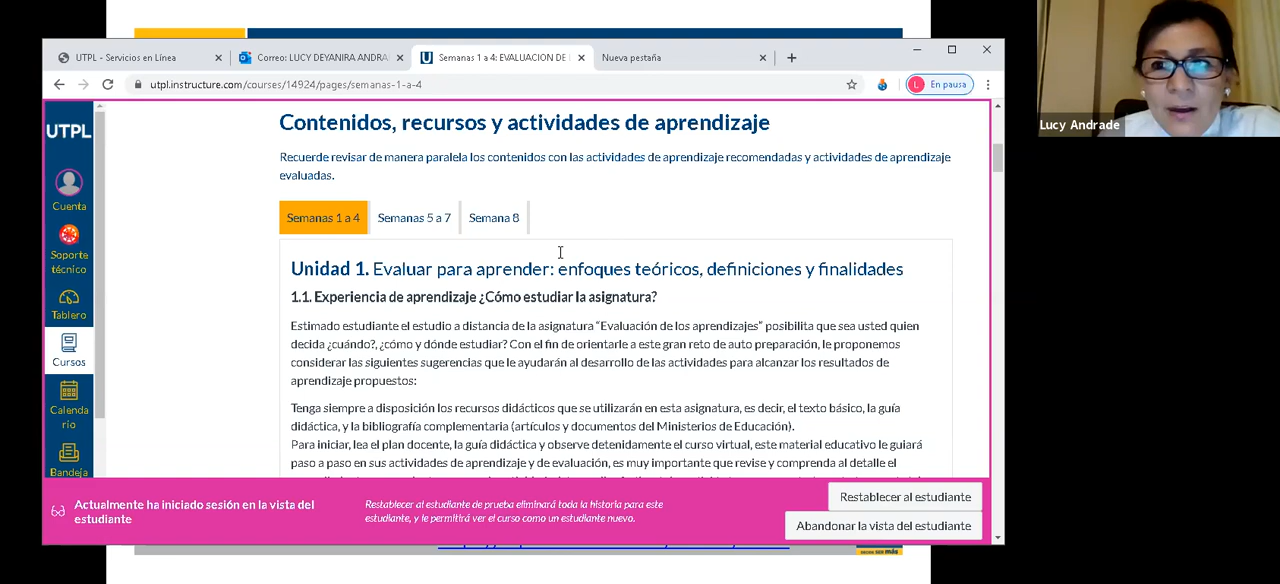 UTPL - Servicios en Línea
Correo: LUCY DEYANIRA ANDRA
Semanas 1 a 4: EVALUACION DE
Nueva pestaña
utpl.instructure.com/courses/14924/pages/semanas-1-a-4
L
En pausa
Lucy Andrade
UTPL
Cuenta
Soporte
técnico
Tablero
Cursos
Calenda
rio
Bandeja
Contenidos, recursos y actividades de aprendizaje
Recuerde revisar de manera paralela los contenidos con las actividades de aprendizaje recomendadas y actividades de aprendizaje
evaluadas.
Semanas 1 a 4
Semanas 5 a 7
Semana 8
Unidad 1. Evaluar para aprender: enfoques teóricos, definiciones y finalidades
1.1. Experiencia de aprendizaje ¿Cómo estudiar la asignatura?
Estimado estudiante el estudio a distancia de la asignatura “Evaluación de los aprendizajes” posibilita que sea usted quien
decida ¿cuándo?, ¿cómo y dónde estudiar? Con el fin de orientarle a este gran reto de auto preparación, le proponemos
considerar las siguientes sugerencias que le ayudarán al desarrollo de las actividades para alcanzar los resultados de
aprendizaje propuestos:
Tenga siempre a disposición los recursos didácticos que se utilizarán en esta asignatura, es decir, el texto básico, la guía
didáctica, y la bibliografía complementaria (artículos y documentos del Ministerios de Educación).
Para iniciar, lea el plan docente, la guía didáctica y observe detenidamente el curso virtual, este material educativo le guiará
paso a paso en sus actividades de aprendizaje y de evaluación, es muy importante que revise y comprenda al detalle el
Actualmente ha iniciado sesión en la vista del
estudiante
Restablecer al estudiante de prueba eliminará toda la historia para este
estudiante, y le permitirá ver el curso como un estudiante nuevo.
Restablecer al estudiante
Abandonar la vista del estudiante